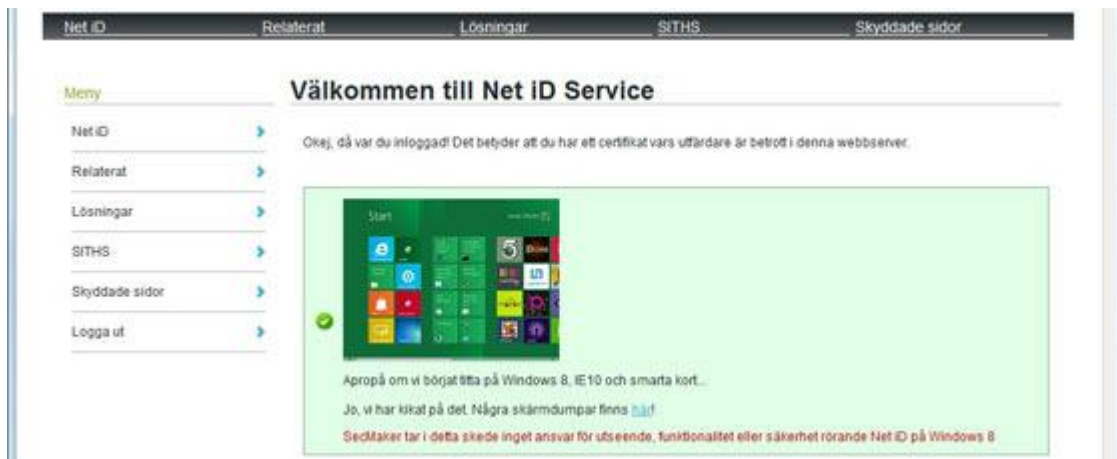 Net iD Relaterat Lösningar SITHS Skyddade sidor
Meny
Net iD
Relaterat
Lösningar
SITHS
Skyddade sidor
Logga ut
Välkommen till Net iD Service
Okej, då var du inloggad! Det betyder att du har ett certifikat vars utfärdare är betrott i denna webbserver.
Start
Apropå om vi börjat titta på Windows 8, IE10 och smarta kort...
Jo, vi har kikat på det. Några skärmdumpar finns här!
SecMaker tar i detta skede inget ansvar för utseende, funktionalitet eller säkerhet rörande Net iD på Windows 8